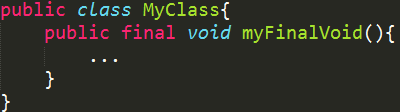 public class MyClass{
    public final void myFinalVoid(){
        ...
    }
}